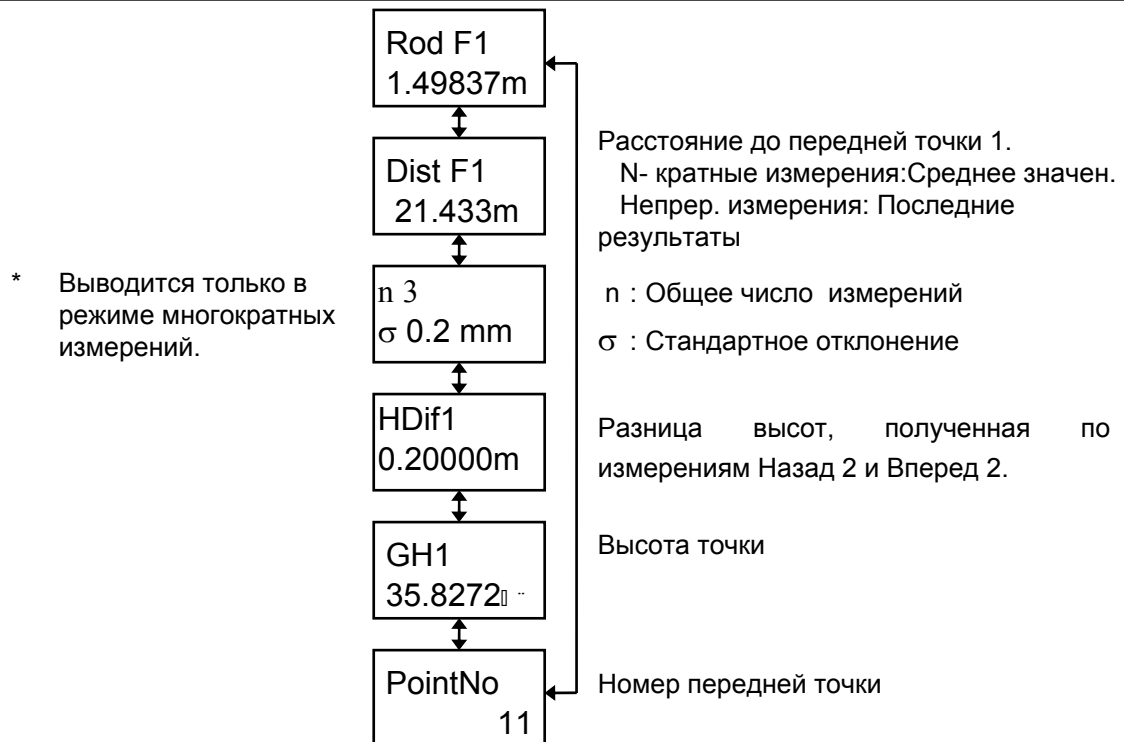 Rod F1
1.49837m
Dist F1
21.433m
Расстояние до передней точки 1.
N- кратные измерения:Среднее значен.
Непрер. измерения: Последние
результаты
* Выводится только в
режиме многократных
измерений.
n 3
σ 0.2 mm
n : Общее число измерений
σ : Стандартное отклонение
HDif1
0.20000m
Разница высот, полученная по
измерениям Назад 2 и Вперед 2.
GH1
35.8272
Высота точки
PointNo
11
Номер передней точки